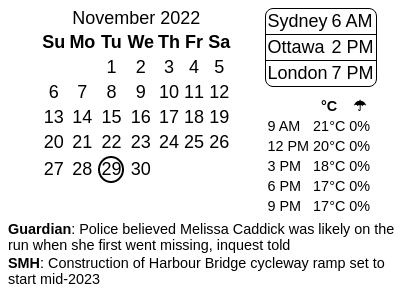 November 2022
Su Mo Tu We Th Fr Sa
1 2 3 4 5
6 7 8 9 10 11 12
13 14 15 16 17 18 19
20 21 22 23 24 25 26
27 28 29 30
Sydney 6 AM
Ottawa 2 PM
London 7 PM
°C ☂
9 AM 21°C 0%
12 PM 20°C 0%
3 PM 18°C 0%
6 PM 17°C 0%
9 PM 17°C 0%
Guardian: Police believed Melissa Caddick was likely on the
run when she first went missing, inquest told
SMH: Construction of Harbour Bridge cycleway ramp set to
start mid-2023